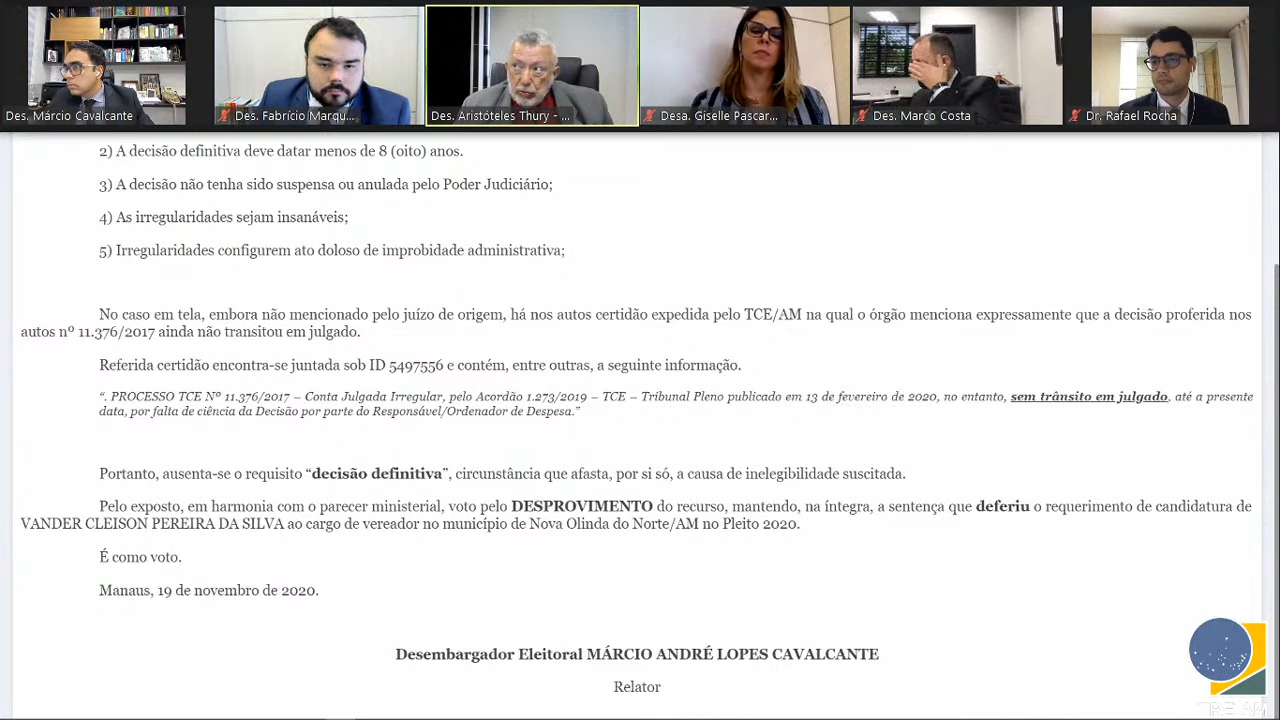 Des. Márcio Cavalcante
Des. Fabrício Marqu...
Des. Aristóteles Thury - ...
Desa. Giselle Pascar...
Des. Marco Costa
Dr. Rafael Rocha
2) A decisão definitiva deve datar menos de 8 (oito) anos.
3) A decisão não tenha sido suspensa ou anulada pelo Poder Judiciário;
4) As irregularidades sejam insanáveis;
5) Irregularidades configurem ato doloso de improbidade administrativa;
No caso em tela, embora não mencionado pelo juízo de origem, há nos autos certidão expedida pelo TCE/AM na qual o órgão menciona expressamente que a decisão proferida nos
autos nº 11.376/2017 ainda não transitou em julgado.
Referida certidão encontra-se juntada sob ID 5497556 e contém, entre outras, a seguinte informação.
“. PROCESSO TCE Nº 11.376/2017 – Conta Julgada Irregular, pelo Acordão 1.273/2019 – TCE – Tribunal Pleno publicado em 13 de fevereiro de 2020, no entanto, sem trânsito em julgado, até a presente
data, por falta de ciência da Decisão por parte do Responsável/Ordenador de Despesa.”
Portanto, ausenta-se o requisito “decisão definitiva”, circunstância que afasta, por si só, a causa de inelegibilidade suscitada.
Pelo exposto, em harmonia com o parecer ministerial, voto pelo DESPROVIMENTO do recurso, mantendo, na íntegra, a sentença que deferiu o requerimento de candidatura de
VANDER CLEISON PEREIRA DA SILVA ao cargo de vereador no município de Nova Olinda do Norte/AM no Pleito 2020.
É como voto.
Manaus, 19 de novembro de 2020.
Desembargador Eleitoral MÁRCIO ANDRÉ LOPES CAVALCANTE
Relator
TRE-AM